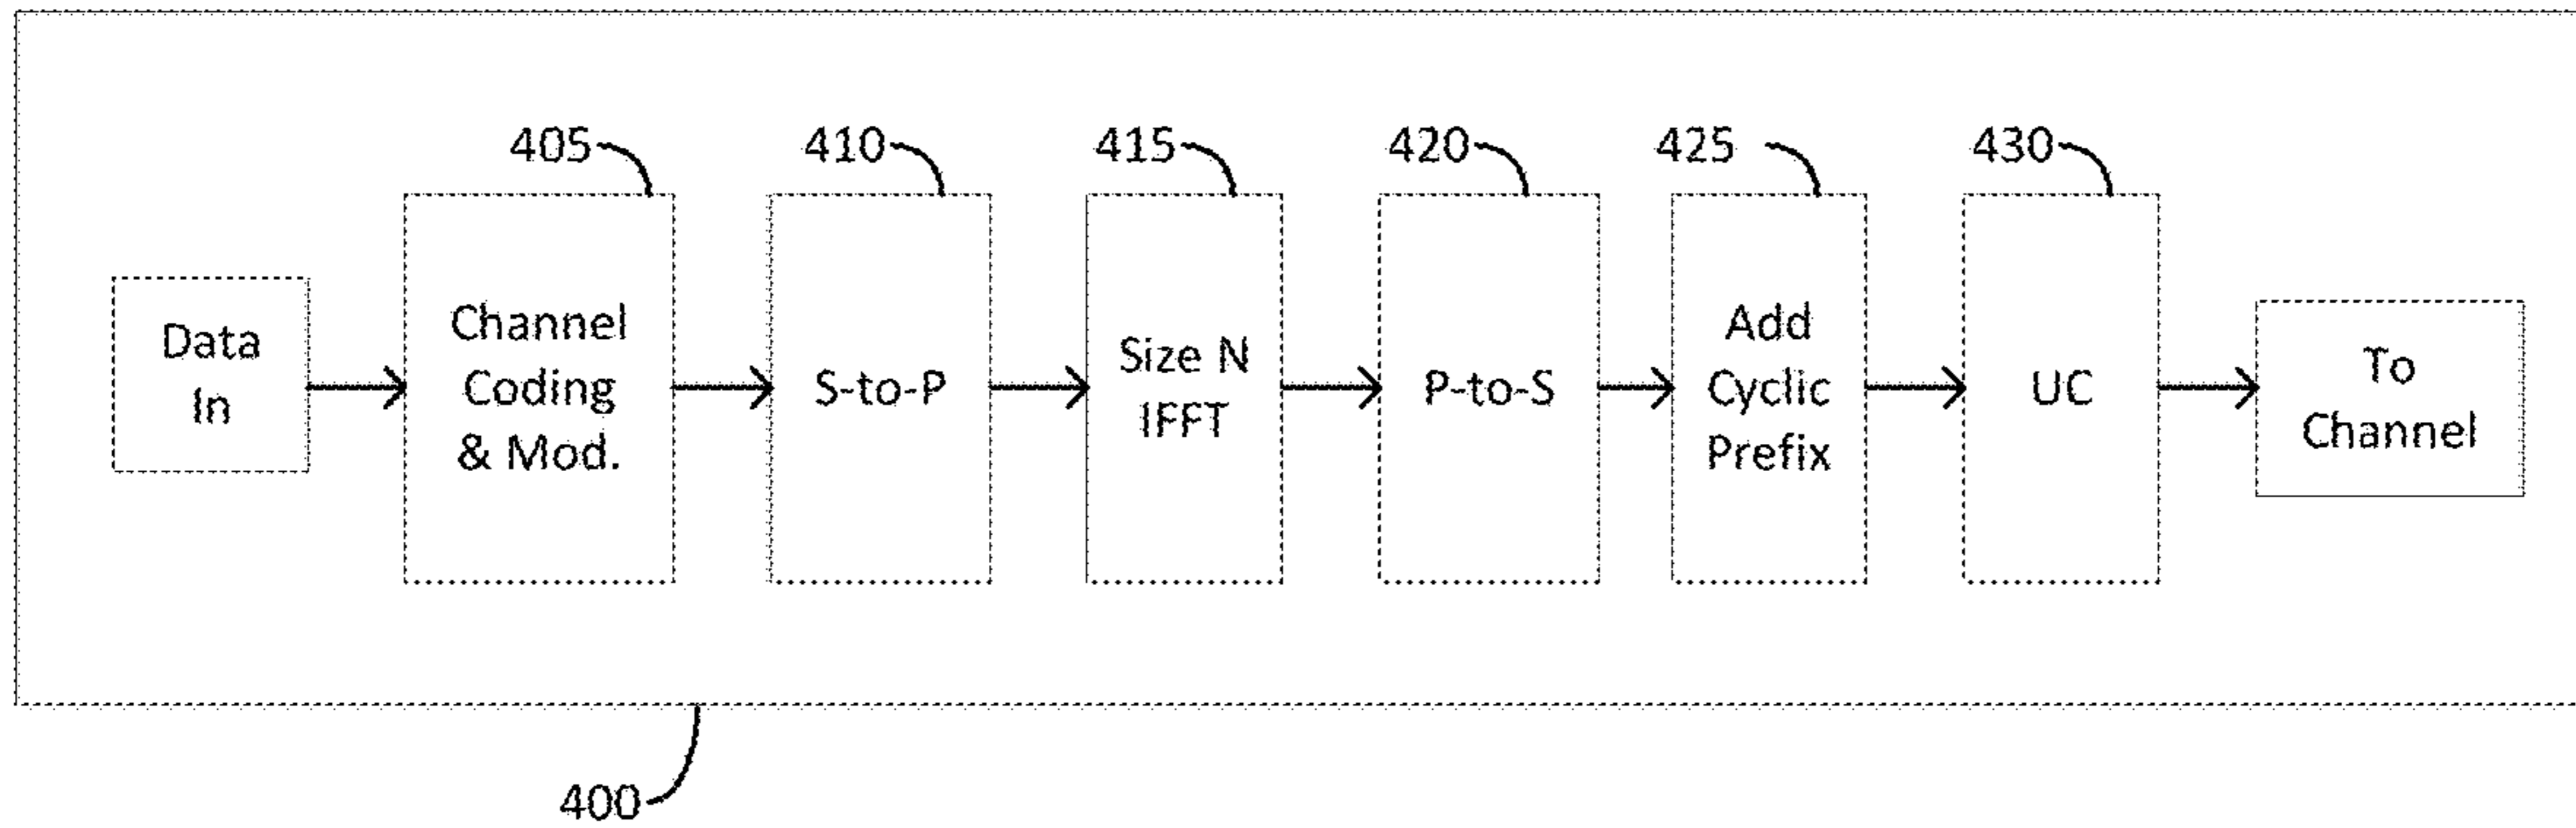 405
410
415
420
425
430
Data
In
Channel
Coding
& Mod.
S-to-P
Size N
IFFT
P-to-S
Add
Cyclic
Prefix
UC
To
Channel
400